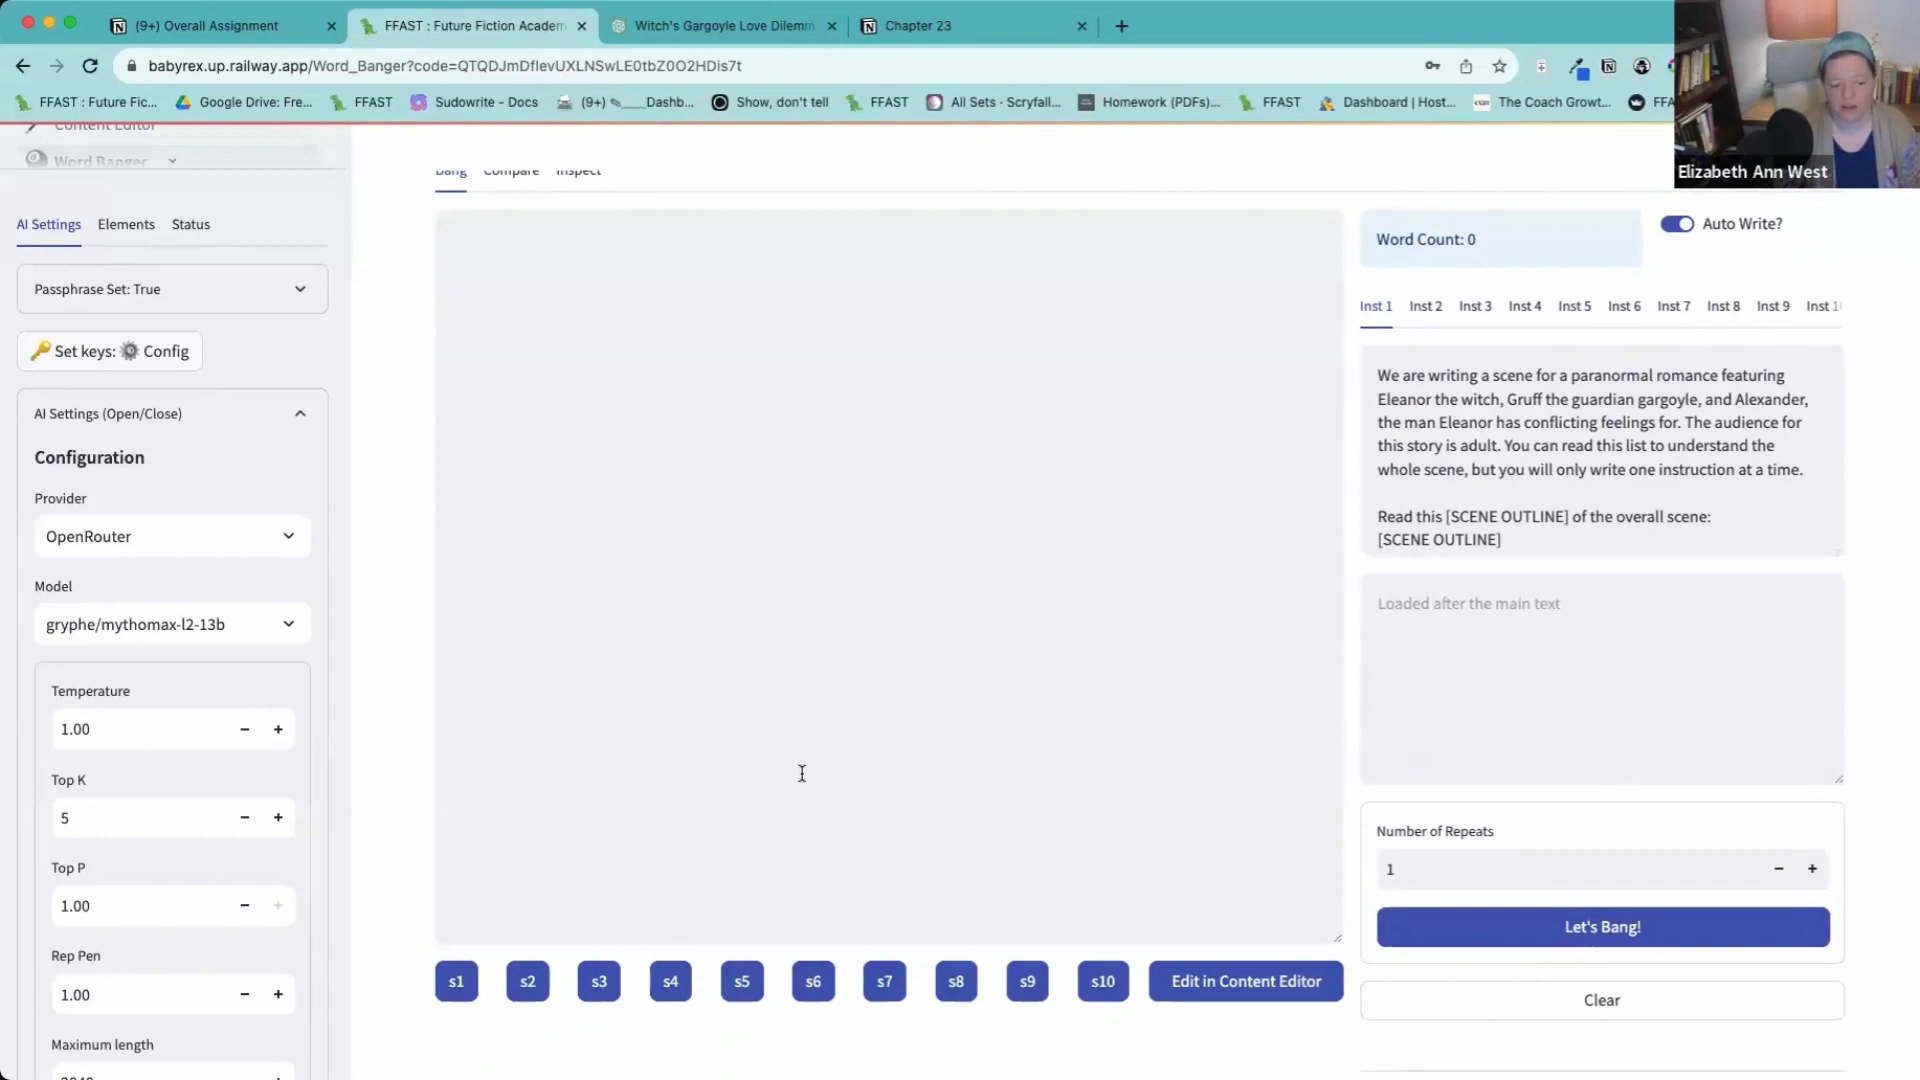 (9+) Overall Assignment
FFAST : Future Fiction Academ
Witch's Gargoyle Love Dilemm
Chapter 23
babyrex.up.railway.app/Word_Banger?code=QTQDJmDflevUXLNSwLE0tbZ0O2HDis7t
FFAST : Future Fic...
Google Drive: Fre...
FFAST
Sudowrite - Docs
(9+) ✎____Dashb...
Show, don't tell
FFAST
All Sets · Scryfall...
Homework (PDFs)...
FFAST
Dashboard | Host...
The Coach Growt...
FFA
Elizabeth Ann West
Content Editor
Word Banger
AI Settings
Elements
Status
Passphrase Set: True
Set keys: Config
AI Settings (Open/Close)
Configuration
Provider
OpenRouter
Model
gryphe/mythomax-l2-13b
Temperature
1.00
Top K
5
Top P
1.00
Rep Pen
1.00
Maximum length
2048
Bang
Compare
Inspect
s1
s2
s3
s4
s5
s6
s7
s8
s9
s10
Edit in Content Editor
Word Count: 0
Auto Write?
Inst 1
Inst 2
Inst 3
Inst 4
Inst 5
Inst 6
Inst 7
Inst 8
Inst 9
Inst 1
We are writing a scene for a paranormal romance featuring
Eleanor the witch, Gruff the guardian gargoyle, and Alexander,
the man Eleanor has conflicting feelings for. The audience for
this story is adult. You can read this list to understand the
whole scene, but you will only write one instruction at a time.
Read this [SCENE OUTLINE] of the overall scene:
[SCENE OUTLINE]
Loaded after the main text
Number of Repeats
1
Let's Bang!
Clear